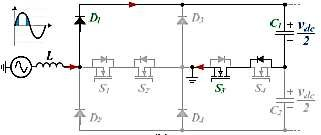 D1
D3
C1
+ vdc
− 2
L
S1
S2
S3
S4
+ vdc
− 2
C2
D2
D4